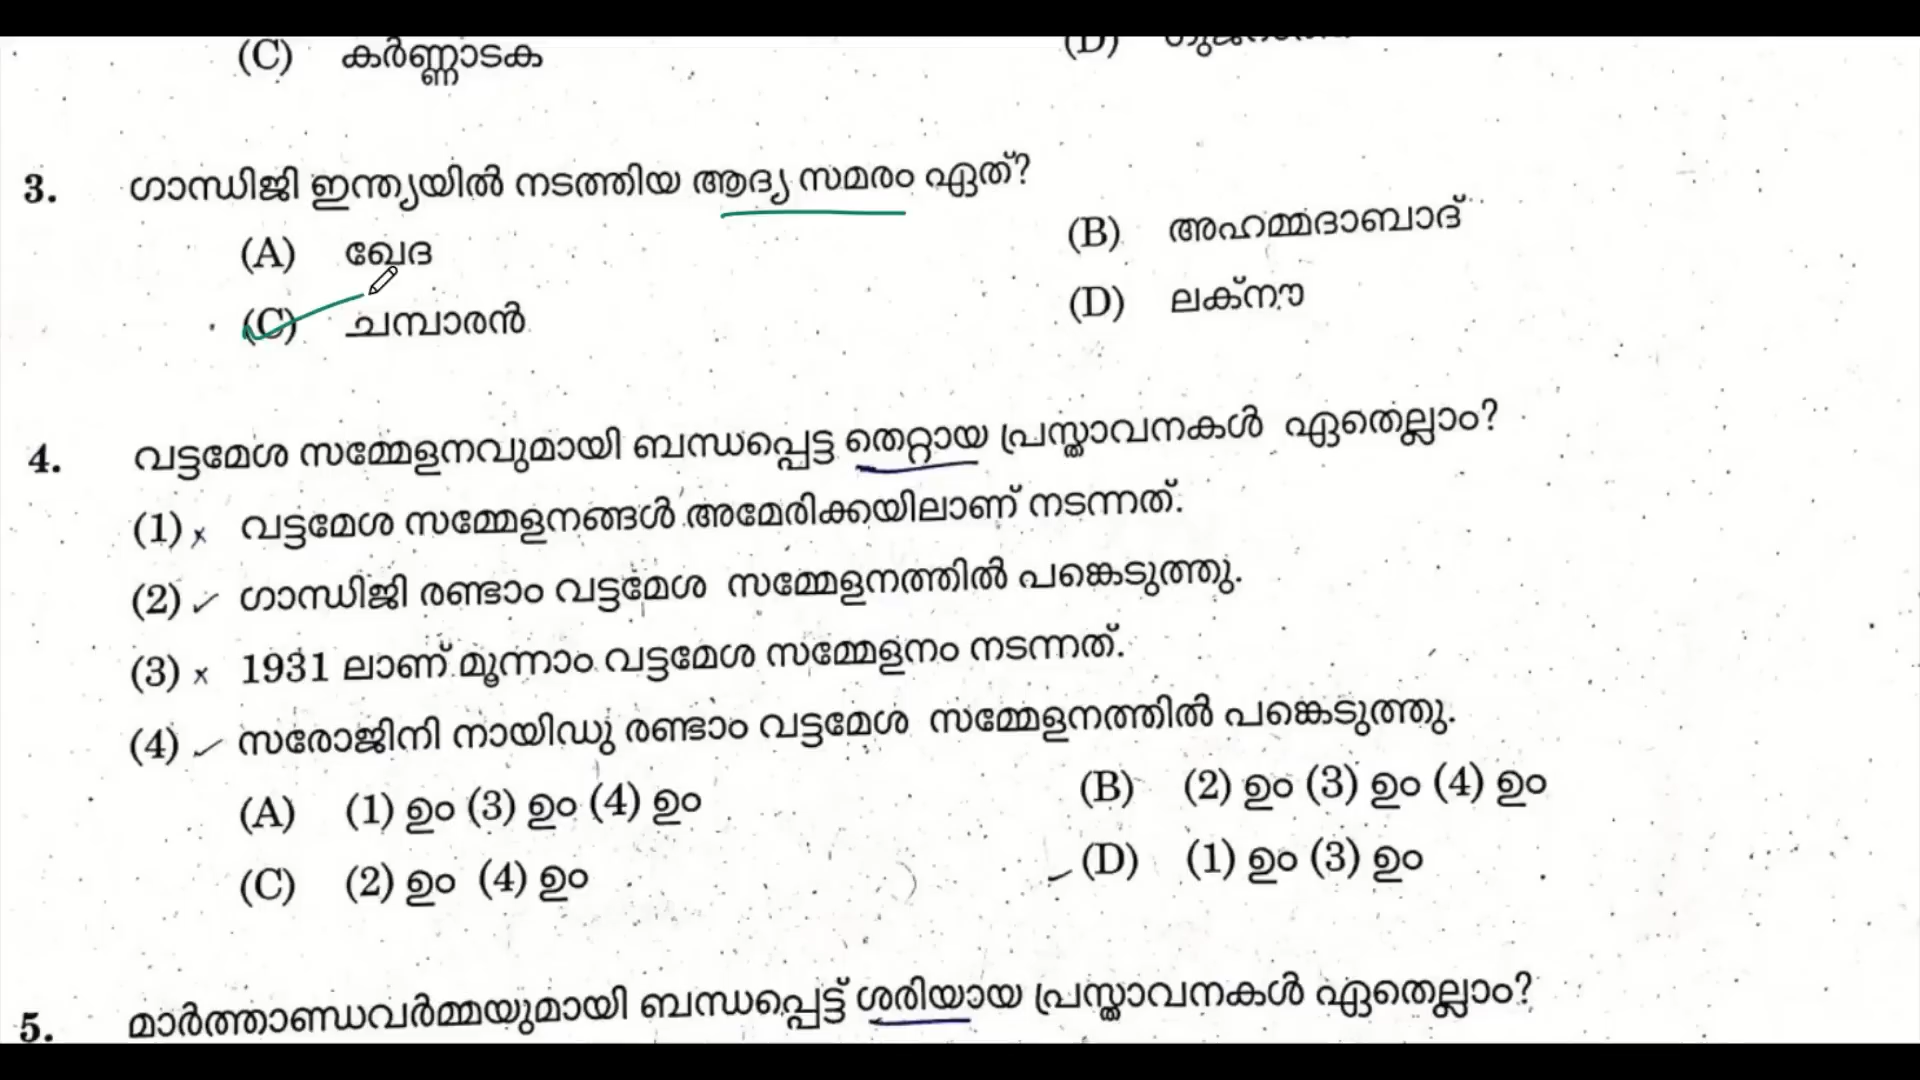 (C) കർണ്ണാടക (D)
3. ഗാന്ധിജി ഇന്ത്യയിൽ നടത്തിയ ആദ്യ സമരം ഏത്?
(A) ഖേദ (B) അഹമ്മദാബാദ്
(C) ചമ്പാരൻ (D) ലക്നൗ
4. വട്ടമേശ സമ്മേളനവുമായി ബന്ധപ്പെട്ട തെറ്റായ പ്രസ്താവനകൾ ഏതെല്ലാം?
(1) x വട്ടമേശ സമ്മേളനങ്ങൾ അമേരിക്കയിലാണ് നടന്നത്.
(2) ✓ ഗാന്ധിജി രണ്ടാം വട്ടമേശ സമ്മേളനത്തിൽ പങ്കെടുത്തു.
(3) x 1931 ലാണ് മൂന്നാം വട്ടമേശ സമ്മേളനം നടന്നത്.
(4) ✓ സരോജിനി നായിഡു രണ്ടാം വട്ടമേശ സമ്മേളനത്തിൽ പങ്കെടുത്തു.
(A) (1) ഉം (3) ഉം (4) ഉം (B) (2) ഉം (3) ഉം (4) ഉം
(C) (2) ഉം (4) ഉം (D) (1) ഉം (3) ഉം
5. മാർത്താണ്ഡവർമ്മയുമായി ബന്ധപ്പെട്ട് ശരിയായ പ്രസ്താവനകൾ ഏതെല്ലാം?